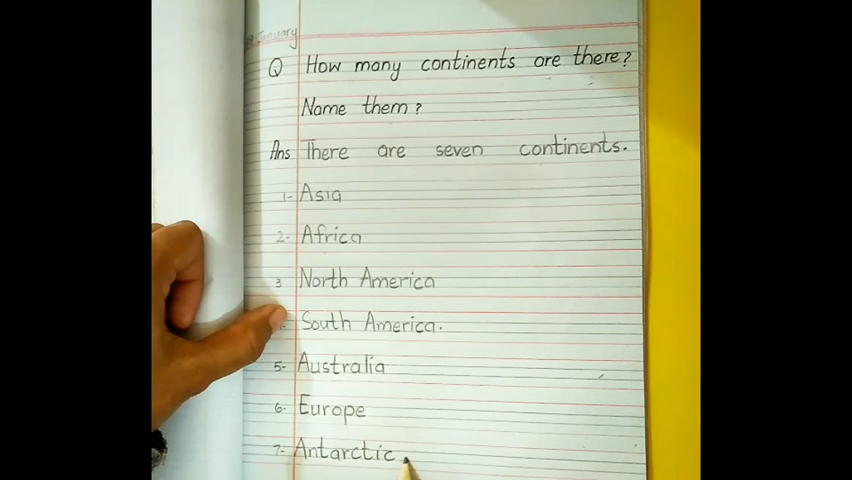 January
Q How many continents are there?
Name them?
Ans There are seven continents.
1- Asia
2- Africa
3 North America
South America.
5- Australia
6- Europe
7- Antarctic